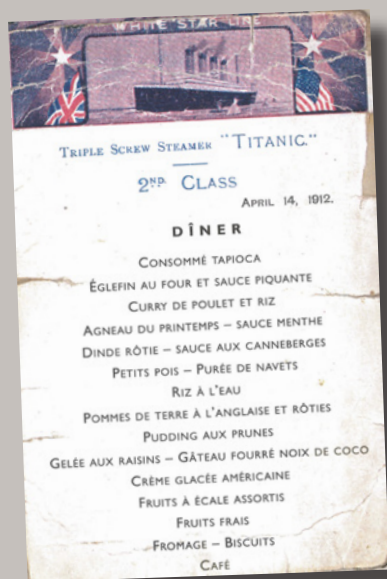 WHITE STAR LINE
TRIPLE SCREW STEAMER "TITANIC."
2ND. CLASS
APRIL 14, 1912.
DÎNER
CONSOMMÉ TAPIOCA
ÉGLEFIN AU FOUR ET SAUCE PIQUANTE
CURRY DE POULET ET RIZ
AGNEAU DU PRINTEMPS – SAUCE MENTHE
DINDE RÔTIE – SAUCE AUX CANNEBERGES
PETITS POIS – PURÉE DE NAVETS
RIZ À L'EAU
POMMES DE TERRE À L'ANGLAISE ET RÔTIES
PUDDING AUX PRUNES
GELÉE AUX RAISINS – GÂTEAU FOURRÉ NOIX DE COCO
CRÈME GLACÉE AMÉRICAINE
FRUITS À ÉCALE ASSORTIS
FRUITS FRAIS
FROMAGE – BISCUITS
CAFÉ